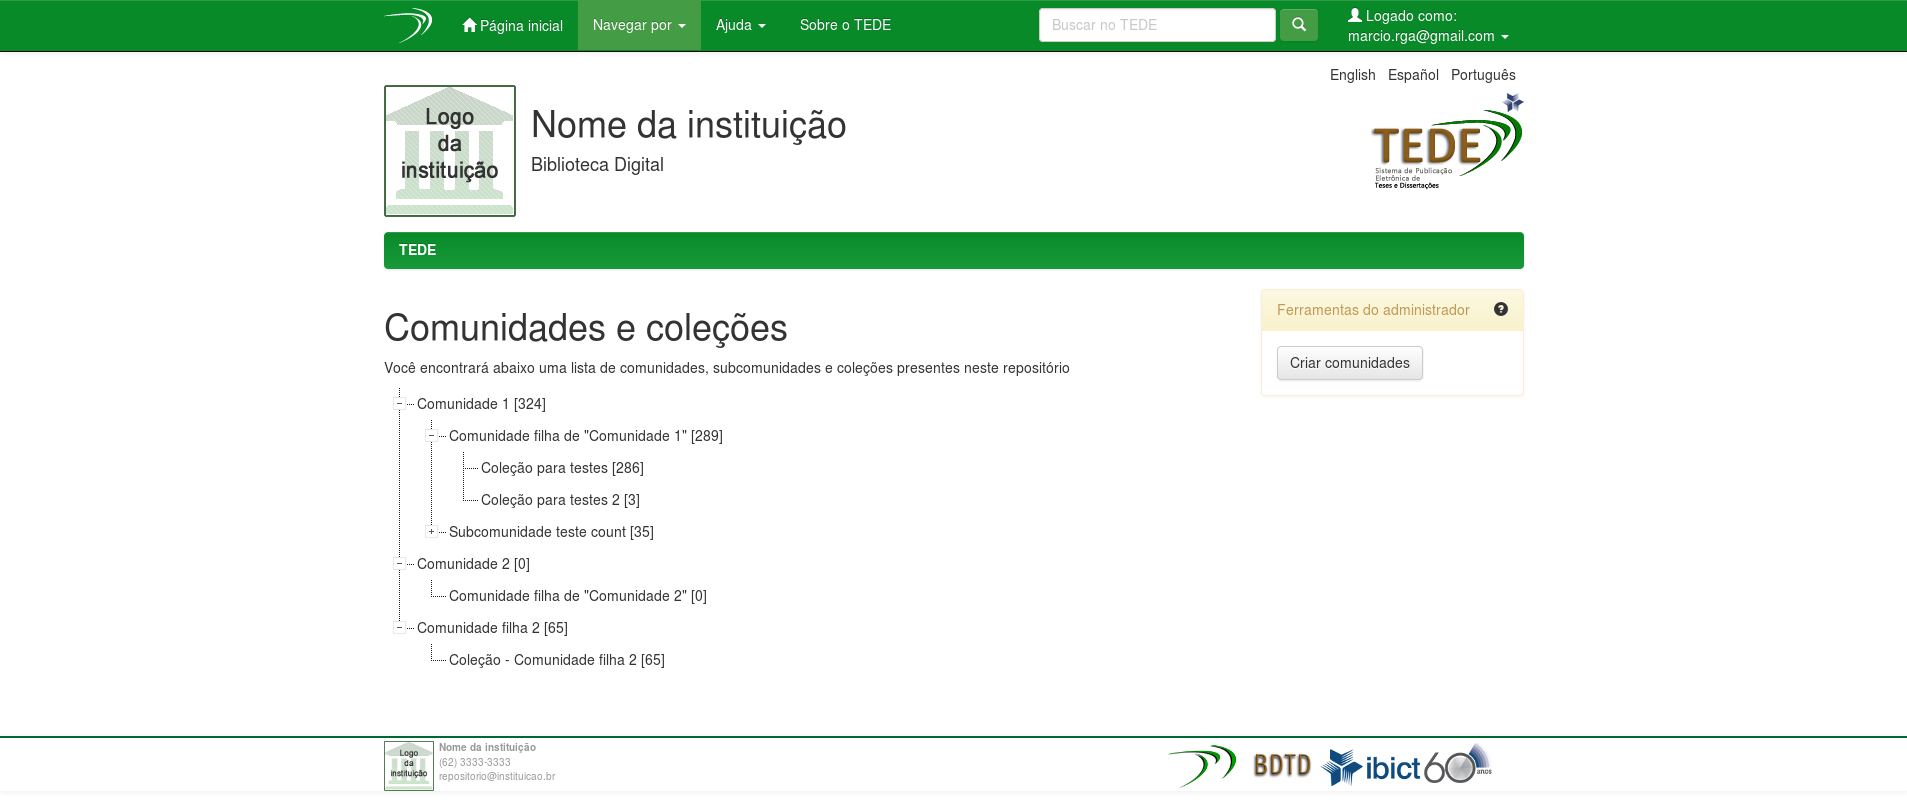 Página inicial
Navegar por
Ajuda
Sobre o TEDE
Buscar no TEDE
Logado como:
marcio.rga@gmail.com
English Español Português
Logo
da
instituição
Nome da instituição
Biblioteca Digital
TEDE
Sistema de Publicação
Eletrônica de
Teses e Dissertações
TEDE
Comunidades e coleções
Você encontrará abaixo uma lista de comunidades, subcomunidades e coleções presentes neste repositório
Comunidade 1 [324]
Comunidade filha de "Comunidade 1" [289]
Coleção para testes [286]
Coleção para testes 2 [3]
Subcomunidade teste count [35]
Comunidade 2 [0]
Comunidade filha de "Comunidade 2" [0]
Comunidade filha 2 [65]
Coleção - Comunidade filha 2 [65]
Ferramentas do administrador
Criar comunidades
Logo
da
instituição
Nome da instituição
(62) 3333-3333
repositorio@instituicao.br
BDTD
ibict 60 anos